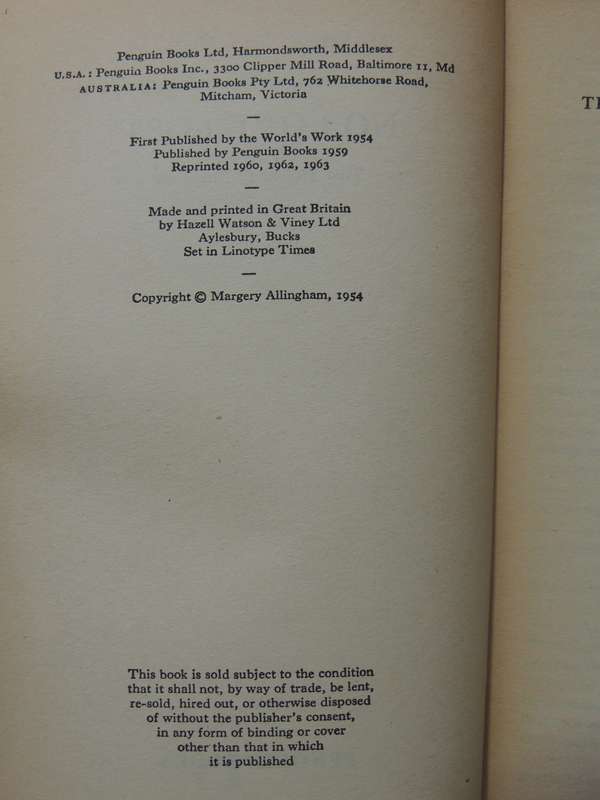 Penguin Books Ltd, Harmondsworth, Middlesex
U.S.A.: Penguin Books Inc., 3300 Clipper Mill Road, Baltimore 11, Md
AUSTRALIA: Penguin Books Pty Ltd, 762 Whitehorse Road,
Mitcham, Victoria
—
First Published by the World's Work 1954
Published by Penguin Books 1959
Reprinted 1960, 1962, 1963
—
Made and printed in Great Britain
by Hazell Watson & Viney Ltd
Aylesbury, Bucks
Set in Linotype Times
—
Copyright © Margery Allingham, 1954
This book is sold subject to the condition
that it shall not, by way of trade, be lent,
re-sold, hired out, or otherwise disposed
of without the publisher's consent,
in any form of binding or cover
other than that in which
it is published